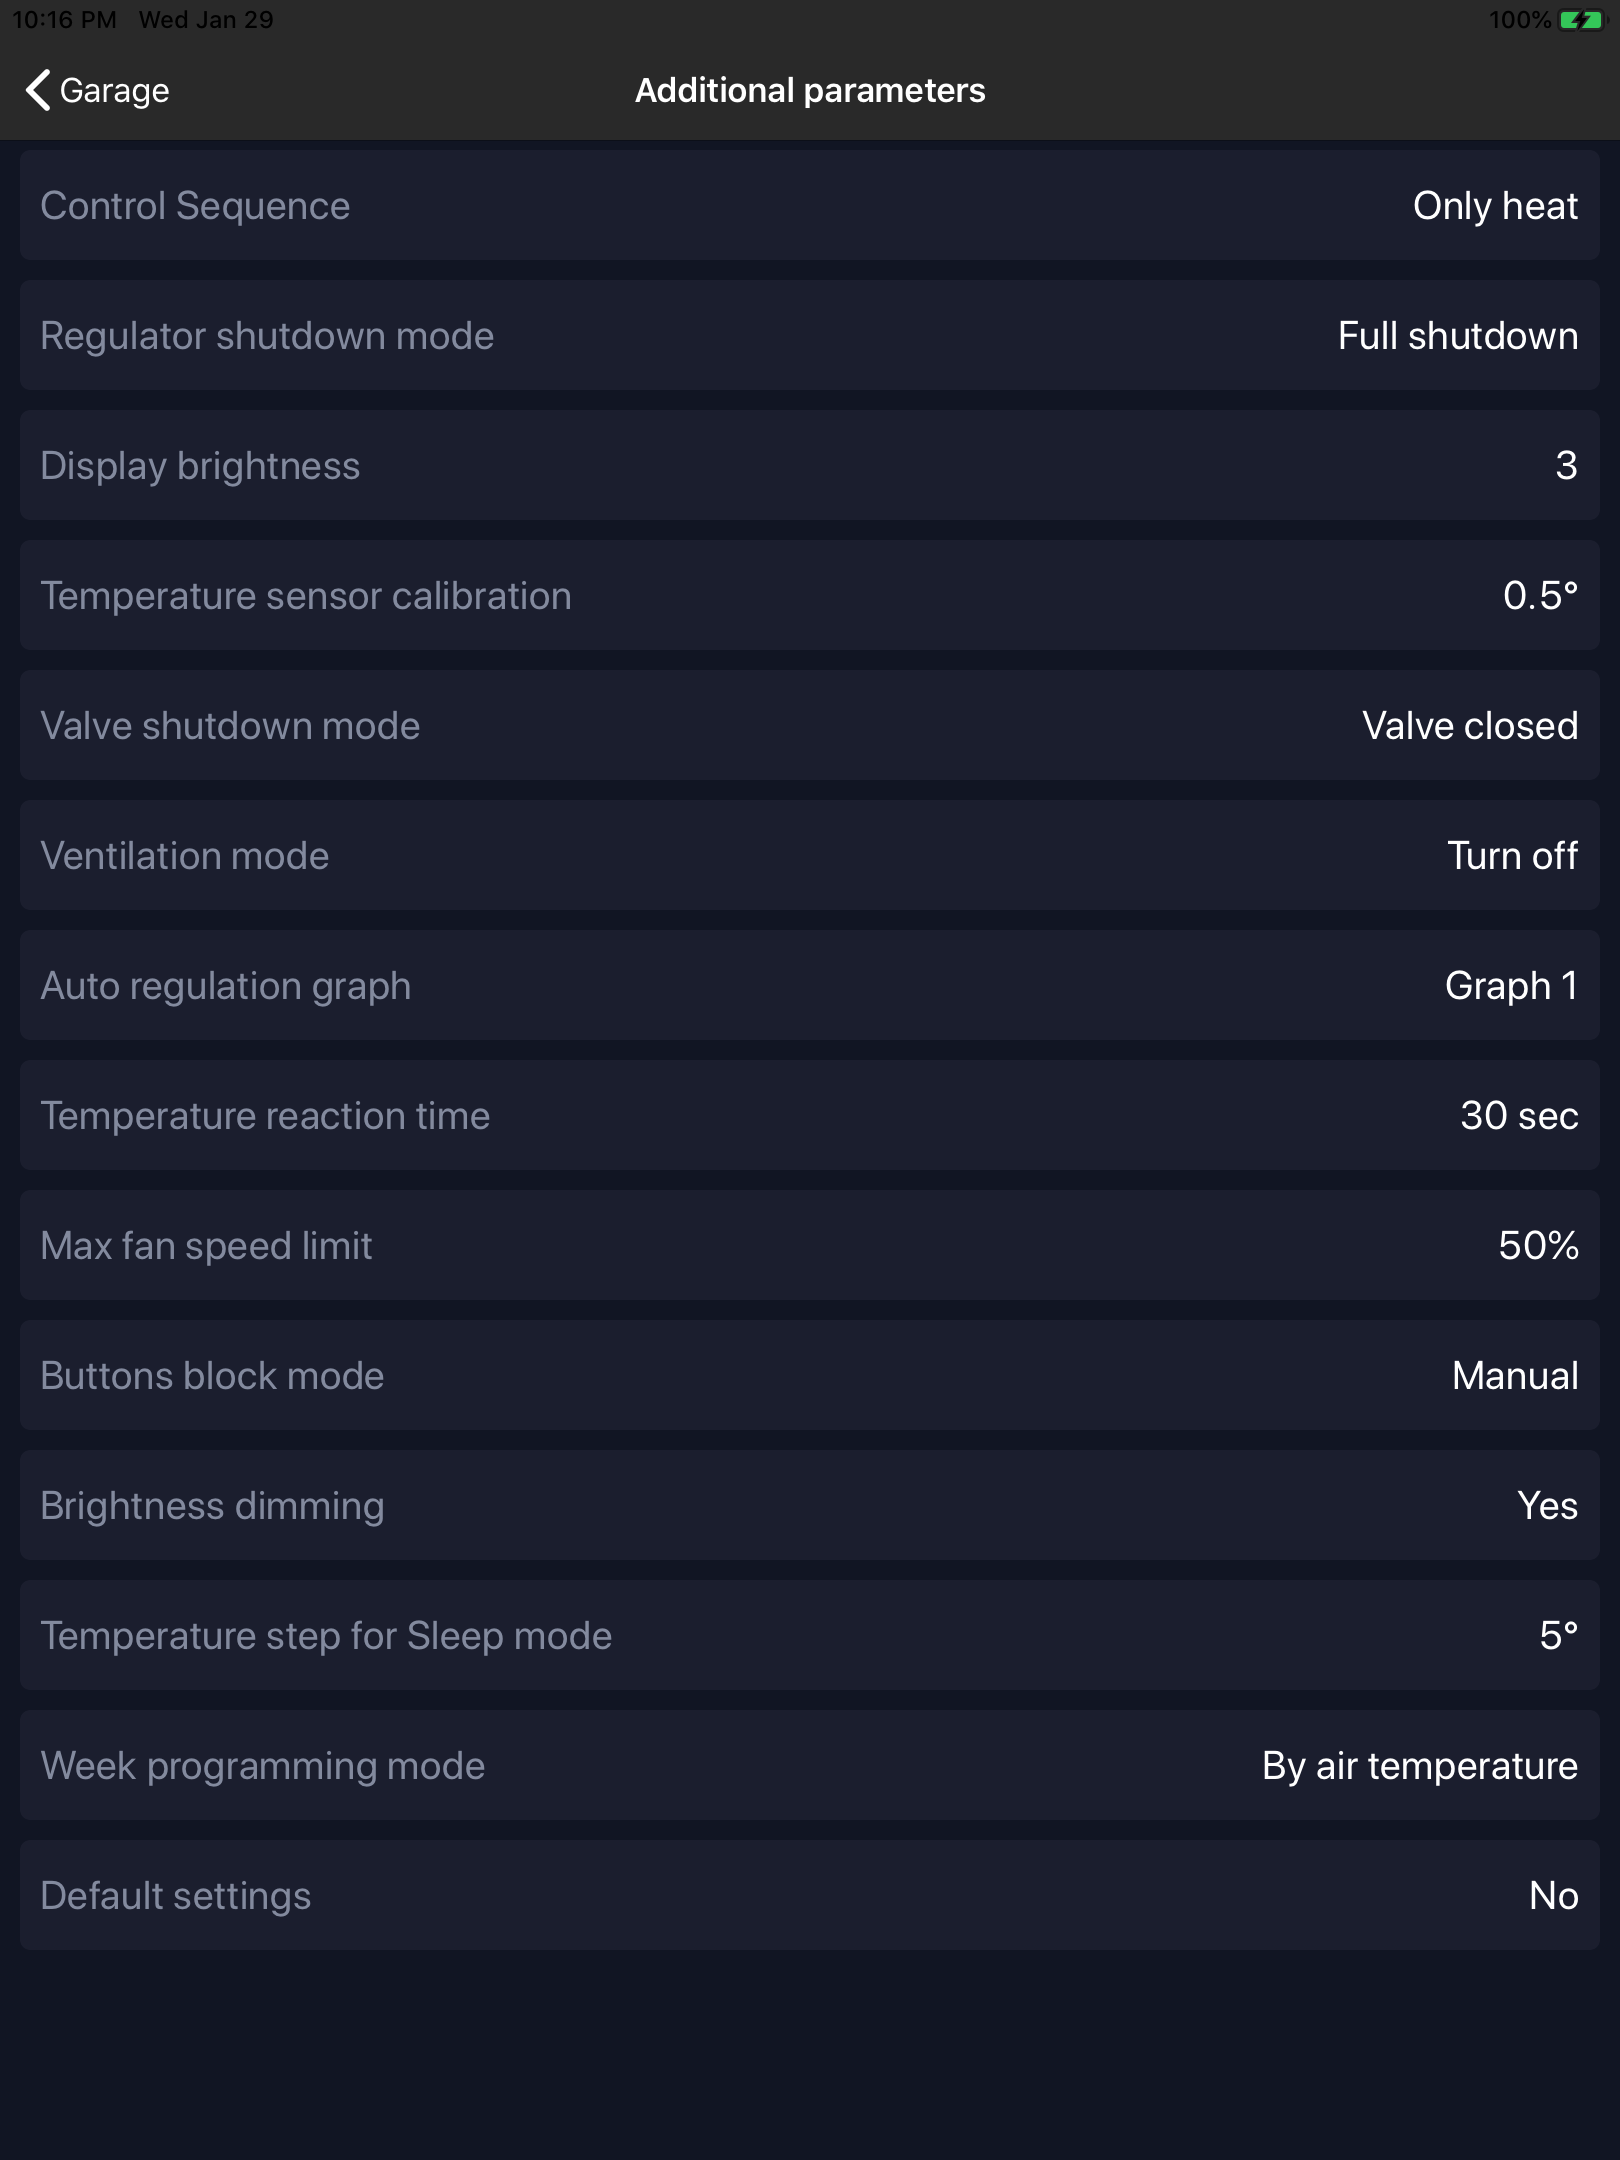 10:16 PM Wed Jan 29 100%
Garage Additional parameters
Control Sequence Only heat
Regulator shutdown mode Full shutdown
Display brightness 3
Temperature sensor calibration 0.5°
Valve shutdown mode Valve closed
Ventilation mode Turn off
Auto regulation graph Graph 1
Temperature reaction time 30 sec
Max fan speed limit 50%
Buttons block mode Manual
Brightness dimming Yes
Temperature step for Sleep mode 5°
Week programming mode By air temperature
Default settings No